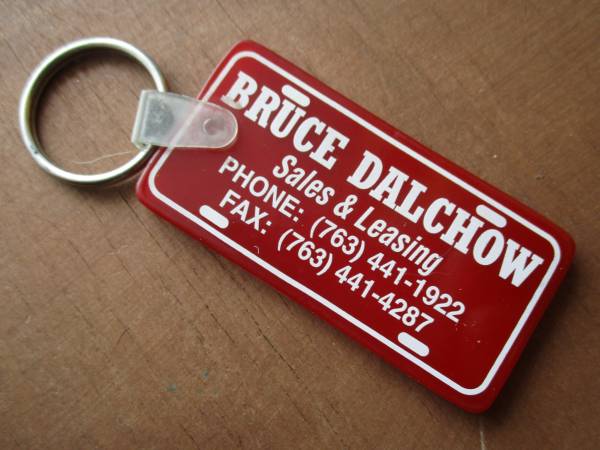 BRUCE DALCHOW
Sales & Leasing
PHONE: (763) 441-1922
FAX: (763) 441-4287